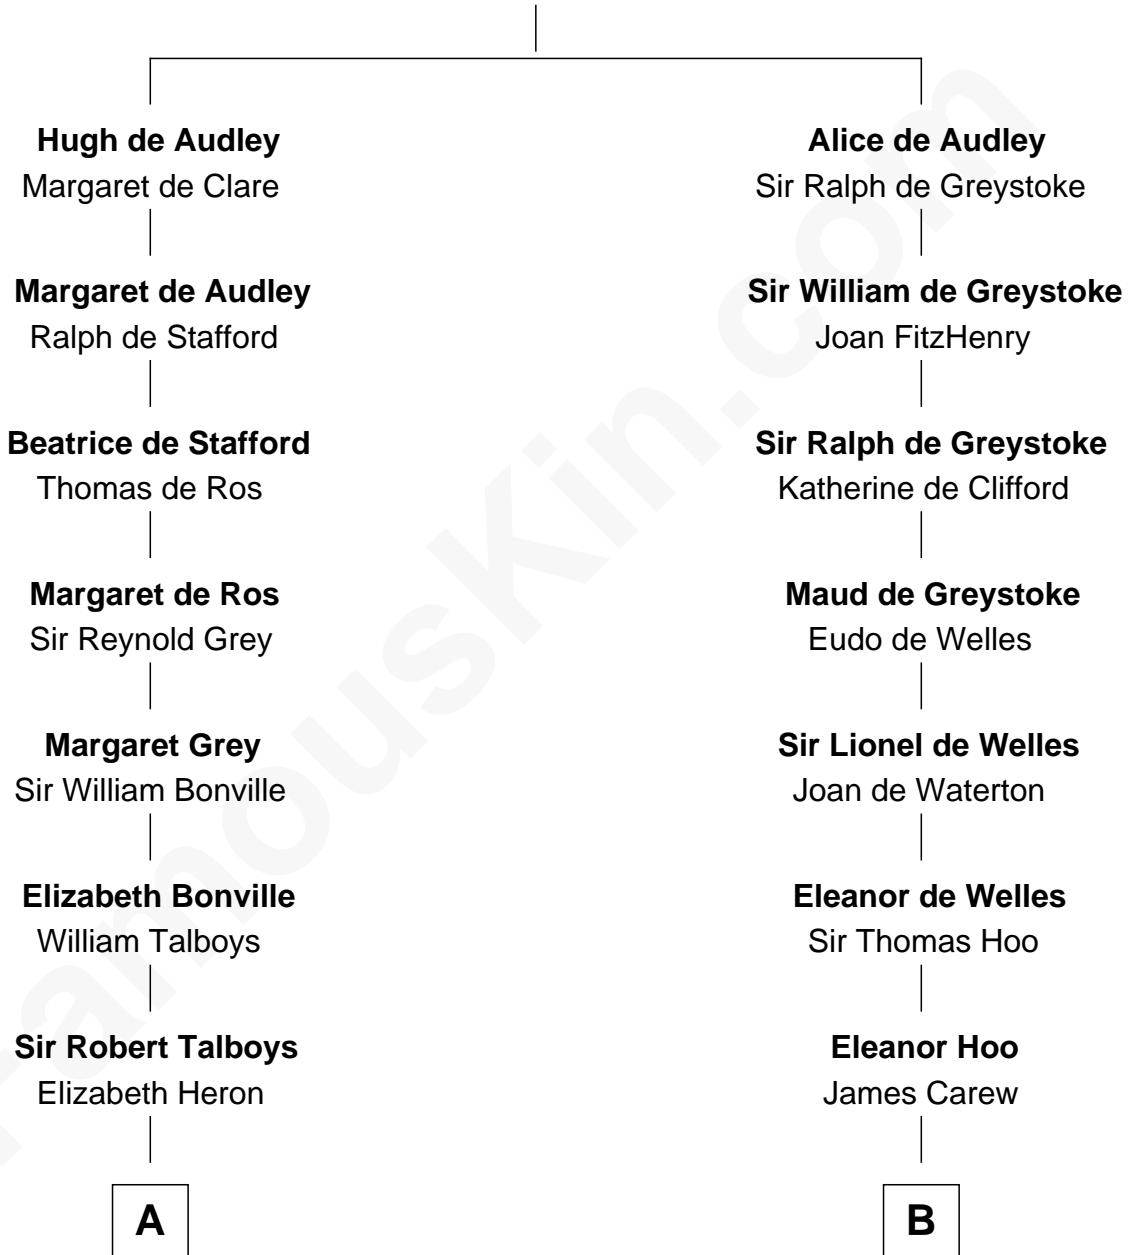 Hugh de Audley
Margaret de Clare
Margaret de Audley
Ralph de Stafford
Beatrice de Stafford
Thomas de Ros
Margaret de Ros
Sir Reynold Grey
Margaret Grey
Sir William Bonville
Elizabeth Bonville
William Talboys
Sir Robert Talboys
Elizabeth Heron
A
Alice de Audley
Sir Ralph de Greystoke
Sir William de Greystoke
Joan FitzHenry
Sir Ralph de Greystoke
Katherine de Clifford
Maud de Greystoke
Eudo de Welles
Sir Lionel de Welles
Joan de Waterton
Eleanor de Welles
Sir Thomas Hoo
Eleanor Hoo
James Carew
B
FamousKin.com